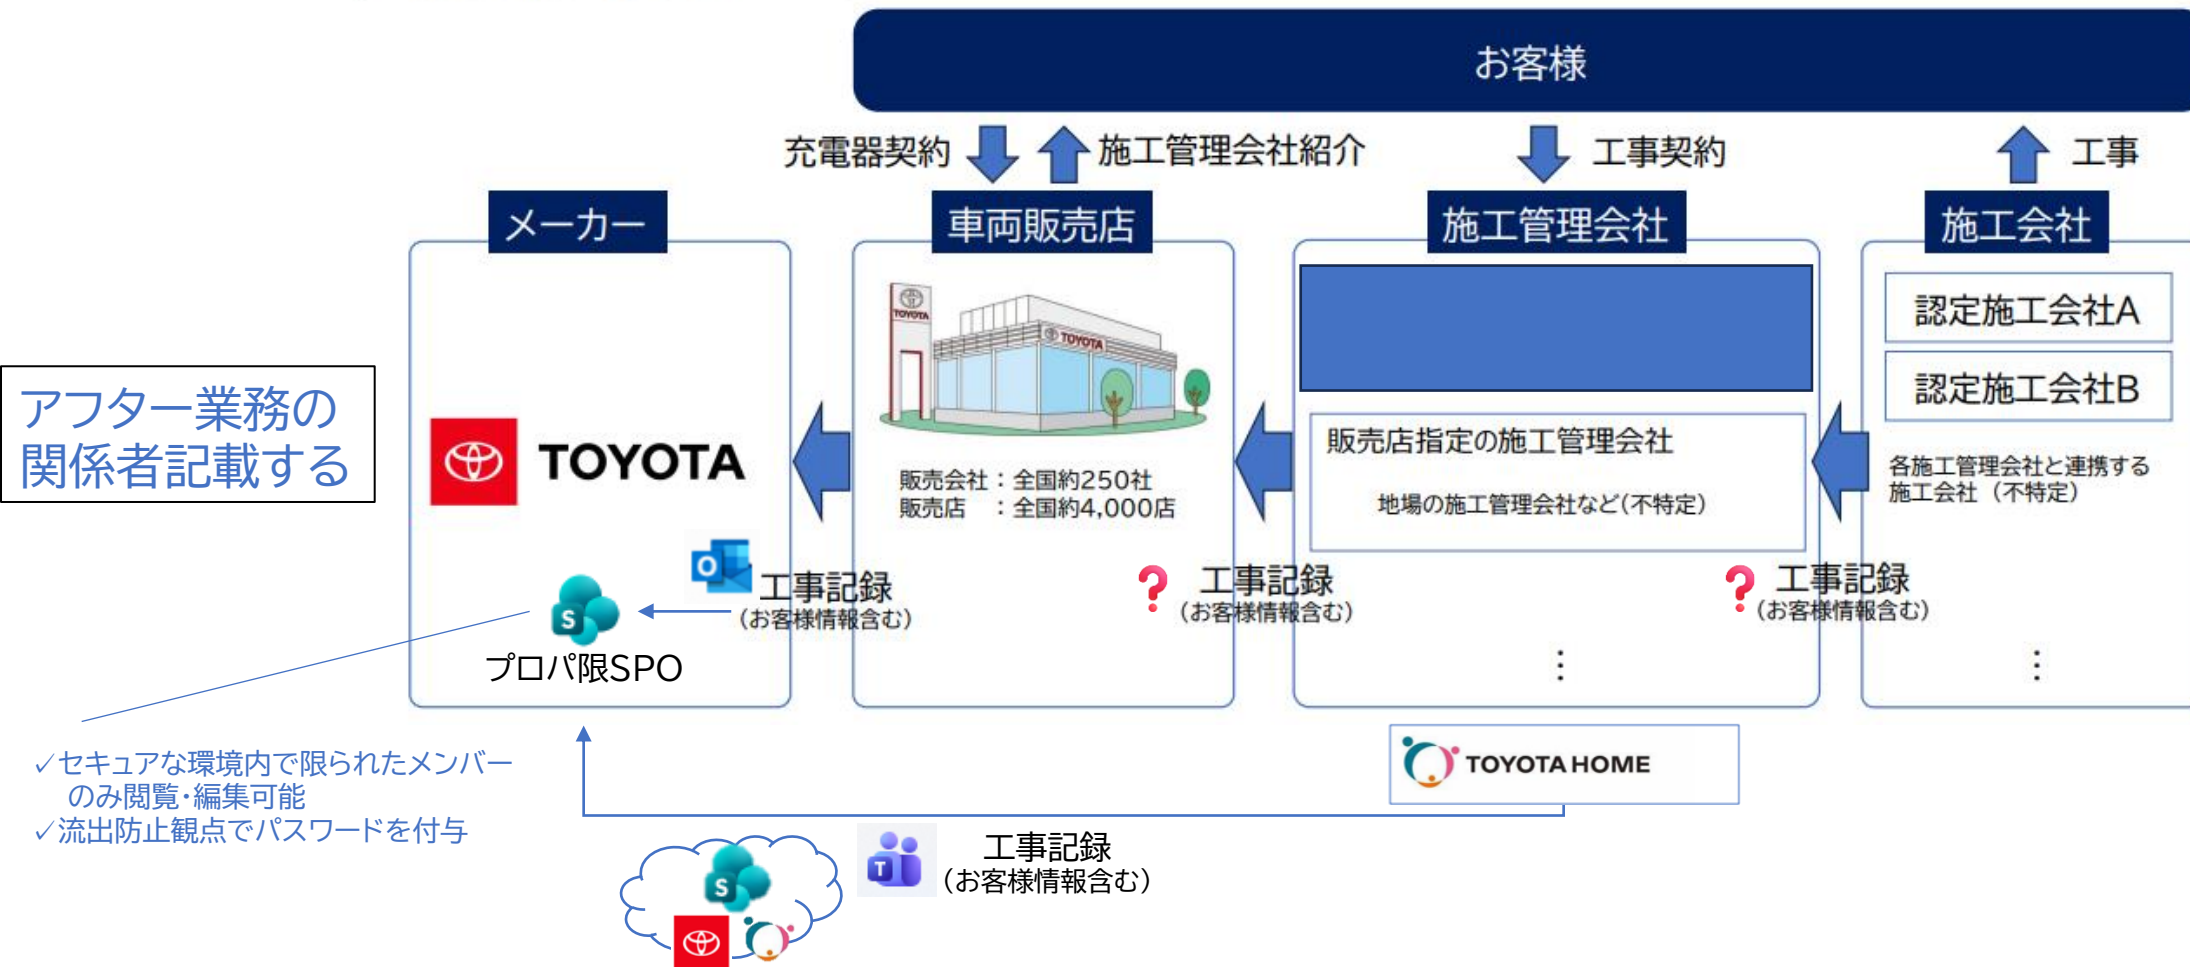 お客様
充電器契約
施工管理会社紹介
工事契約
工事
メーカー
車両販売店
施工管理会社
施工会社
アフター業務の
関係者記載する
TOYOTA
TOYOTA
TOYOTA
販売会社：全国約250社
販売店　：全国約4,000店
販売店指定の施工管理会社
地場の施工管理会社など(不特定)
認定施工会社A
認定施工会社B
各施工管理会社と連携する
施工会社（不特定）
O
工事記録
(お客様情報含む)
S
プロパ限SPO
?
工事記録
(お客様情報含む)
⋮
?
工事記録
(お客様情報含む)
⋮
✓セキュアな環境内で限られたメンバー
のみ閲覧・編集可能
✓流出防止観点でパスワードを付与
TOYOTA HOME
T
工事記録
(お客様情報含む)
S